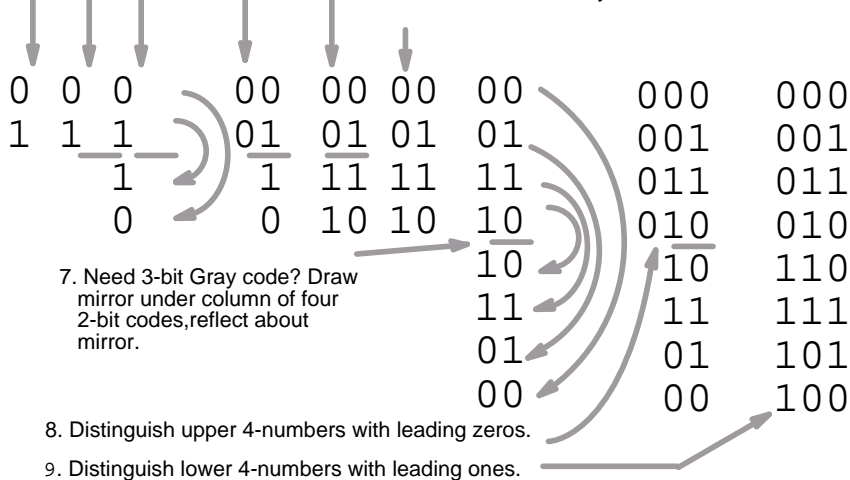 0 0 0 00 00 00 00 000 000
1 1 1 01 01 01 01 001 001
1 1 11 11 11 011 011
0 0 10 10 10 010 010
10 10 110
11 11 111
01 01 101
00 00 100
7. Need 3-bit Gray code? Draw
mirror under column of four
2-bit codes,reflect about
mirror.
8. Distinguish upper 4-numbers with leading zeros.
9. Distinguish lower 4-numbers with leading ones.